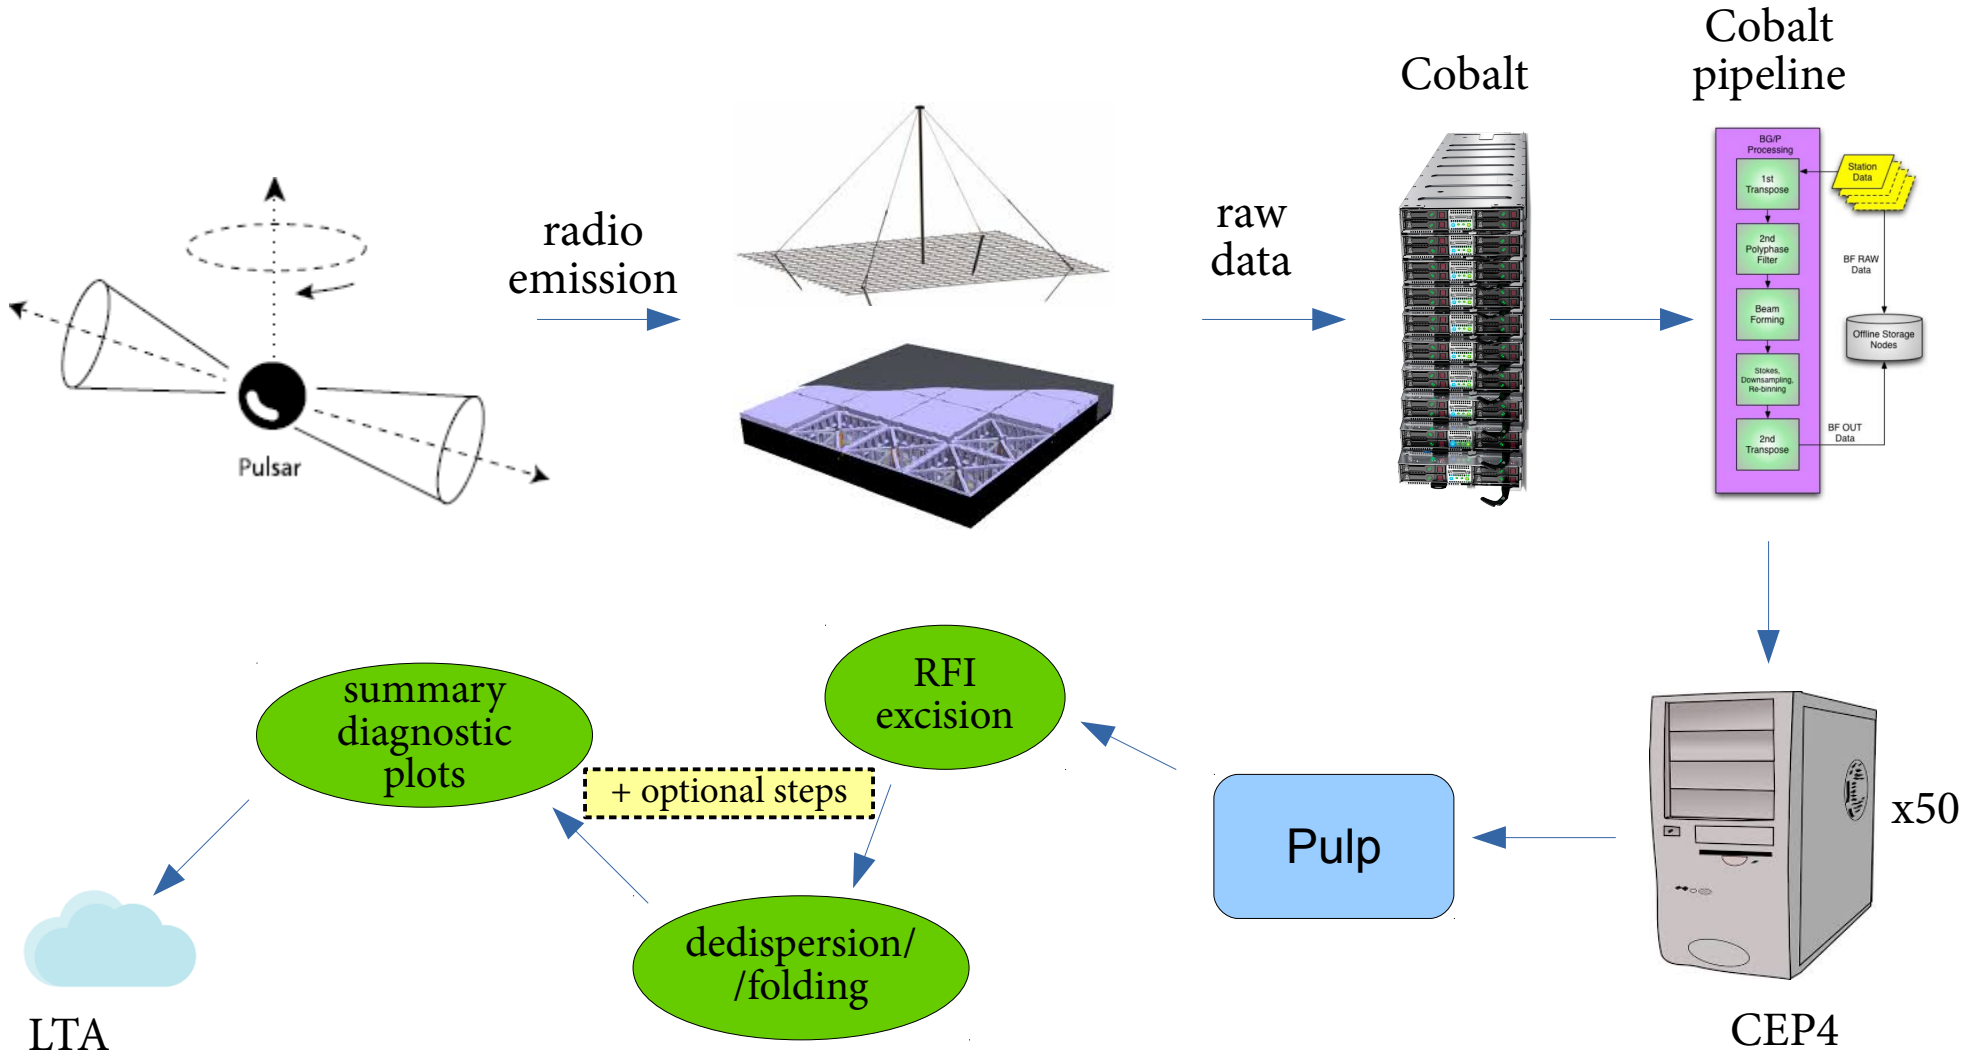 Cobalt
Cobalt
pipeline
radio
emission
raw
data
Pulsar
BG/P
Processing
1st
Transpose
2nd
Polyphase
Filter
Beam
Forming
Stokes,
Downsampling,
Re-binning
2nd
Transpose
Station
Data
BF RAW
Data
Offline Storage
Nodes
BF OUT
Data
summary
diagnostic
plots
RFI
excision
+ optional steps
dedispersion/
/folding
Pulp
x50
LTA
CEP4